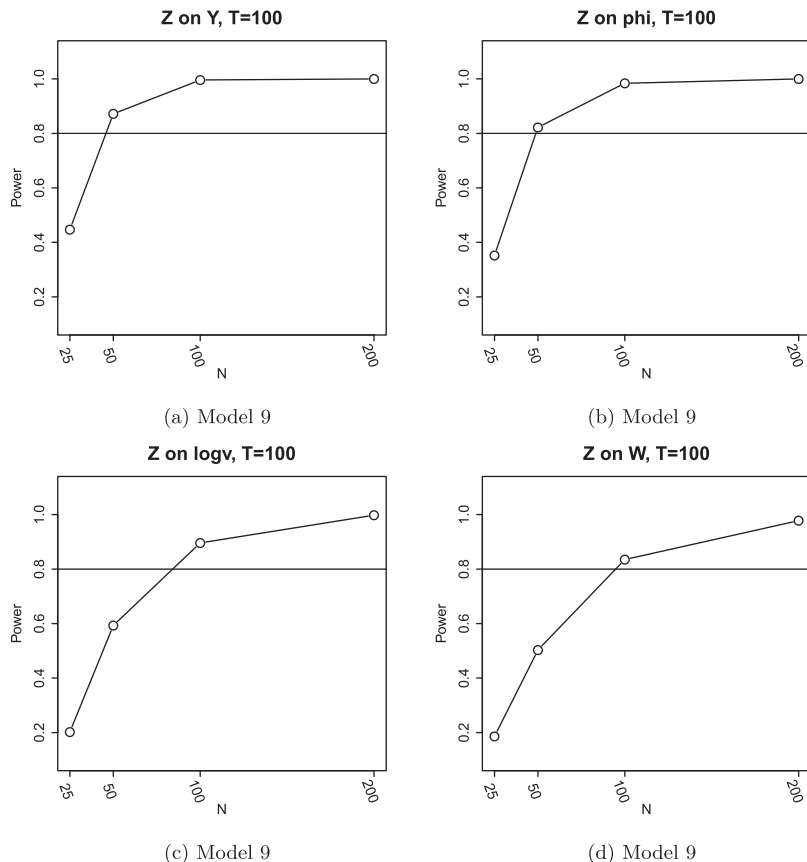 Z on Y, T=100
Power
1.0
0.8
0.6
0.4
0.2
25
50
100
200
N
(a) Model 9
Z on phi, T=100
Power
1.0
0.8
0.6
0.4
0.2
25
50
100
200
N
(b) Model 9
Z on logv, T=100
Power
1.0
0.8
0.6
0.4
0.2
25
50
100
200
N
(c) Model 9
Z on W, T=100
Power
1.0
0.8
0.6
0.4
0.2
25
50
100
200
N
(d) Model 9